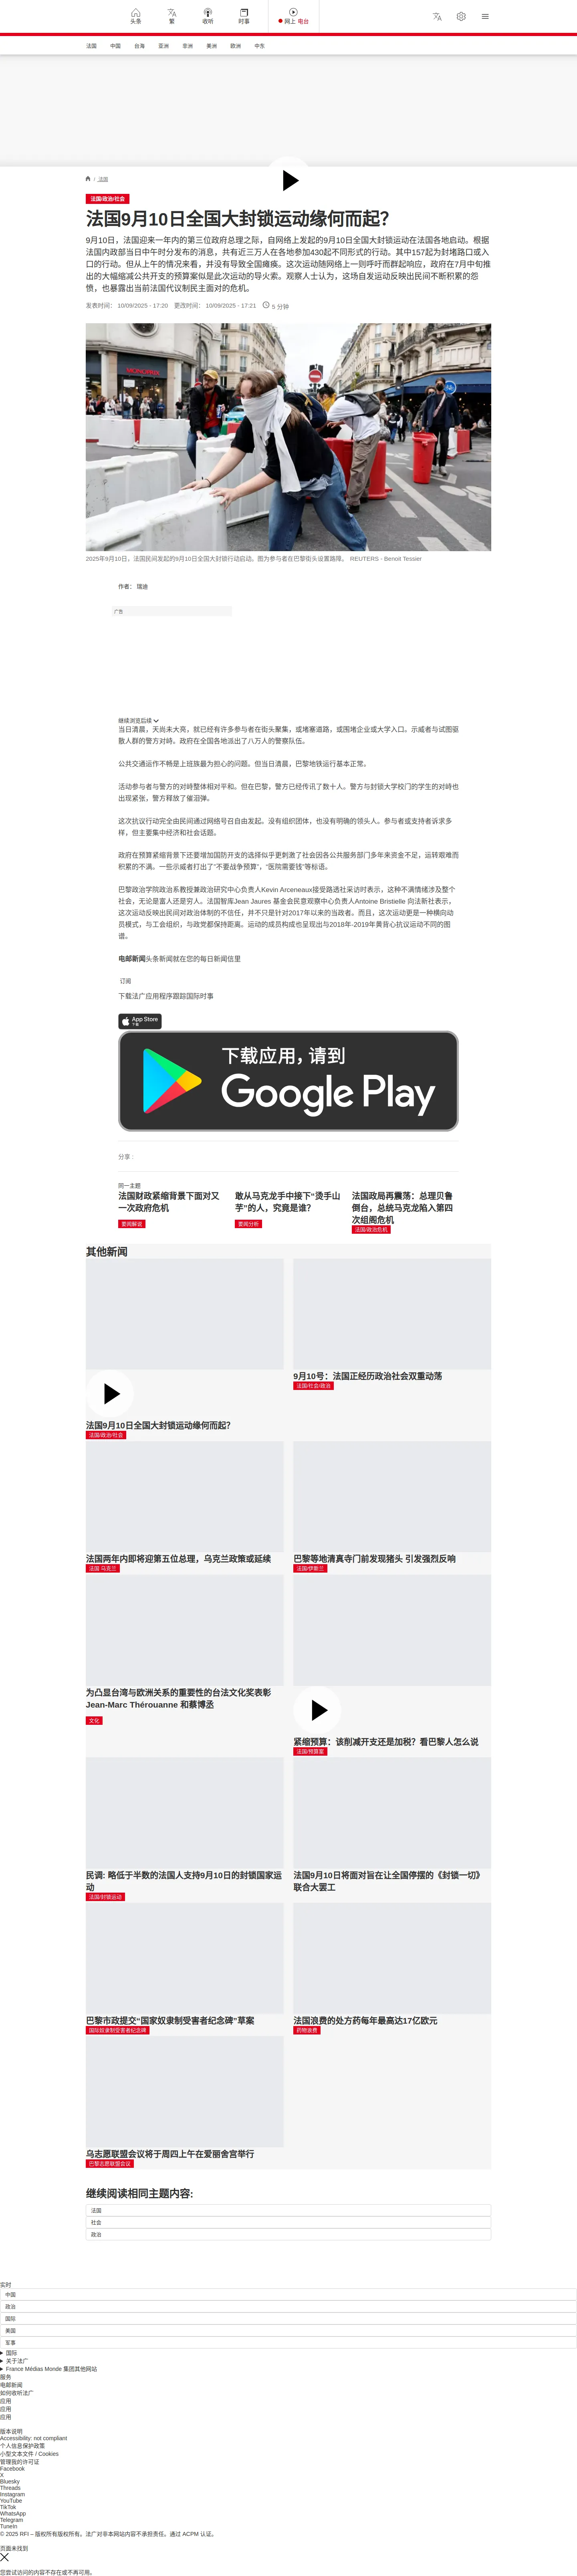 头条
繁
收听
时事
网上 电台
法国
中国
台海
亚洲
非洲
美洲
欧洲
中东
/ 法国
法国/政治/社会
法国9月10日全国大封锁运动缘何而起？
9月10日，法国迎来一年内的第三位政府总理之际，自网络上发起的9月10日全国大封锁运动在法国各地启动。根据
法国内政部当日中午时分发布的消息，共有近三万人在各地参加430起不同形式的行动。其中157起为封堵路口或入
口的行动。但从上午的情况来看，并没有导致全国瘫痪。这次运动随网络上一则呼吁而群起响应，政府在7月中旬推
出的大幅缩减公共开支的预算案似是此次运动的导火索。观察人士认为，这场自发运动反映出民间不断积累的怨
愤，也暴露出当前法国代议制民主面对的危机。
发表时间： 10/09/2025 - 17:20 更改时间： 10/09/2025 - 17:21 5 分钟
2025年9月10日，法国民间发起的9月10日全国大封锁行动启动。图为参与者在巴黎街头设置路障。 REUTERS - Benoit Tessier
作者： 瑞迪
广告
继续浏览后续
当日清晨，天尚未大亮，就已经有许多参与者在街头聚集，或堵塞道路，或围堵企业或大学入口。示威者与试图驱
散人群的警方对峙。政府在全国各地派出了八万人的警察队伍。
公共交通运作不畅是上班族最为担心的问题。但当日清晨，巴黎地铁运行基本正常。
活动参与者与警方的对峙整体相对平和。但在巴黎，警方已经传讯了数十人。警方与封锁大学校门的学生的对峙也
出现紧张，警方释放了催泪弹。
这次抗议行动完全由民间通过网络号召自由发起。没有组织团体，也没有明确的领头人。参与者或支持者诉求多
样，但主要集中经济和社会话题。
政府在预算紧缩背景下还要增加国防开支的选择似乎更刺激了社会因各公共服务部门多年来资金不足，运转艰难而
积累的不满。一些示威者打出了"不要战争预算"，"医院需要钱"等标语。
巴黎政治学院政治系教授兼政治研究中心负责人Kevin Arceneaux接受路透社采访时表示，这种不满情绪涉及整个
社会，无论是富人还是穷人。法国智库Jean Jaures 基金会民意观察中心负责人Antoine Bristielle 向法新社表示，
这次运动反映出民间对政治体制的不信任，并不只是针对2017年以来的当政者。而且，这次运动更是一种横向动
员模式，与工会组织，与政党都保持距离。运动的成员构成也呈现出与2018年-2019年黄背心抗议运动不同的图
谱。
电邮新闻头条新闻就在您的每日新闻信里
订阅
下载法广应用程序跟踪国际时事
App Store
下载
下载应用，请到
Google Play
分享 :
同一主题
法国财政紧缩背景下面对又
一次政府危机
要闻解说
敢从马克龙手中接下“烫手山
芋”的人，究竟是谁？
要闻分析
法国政局再震荡：总理贝鲁
倒台，总统马克龙陷入第四
次组阁危机
法国/政治危机
其他新闻
法国9月10日全国大封锁运动缘何而起？
法国/政治/社会
9月10号：法国正经历政治社会双重动荡
法国/社会/政治
法国两年内即将迎第五位总理，乌克兰政策或延续
法国 乌克兰
巴黎等地清真寺门前发现猪头 引发强烈反响
法国/伊斯兰
为凸显台湾与欧洲关系的重要性的台法文化奖表彰
Jean-Marc Thérouanne 和蔡博丞
文化
紧缩预算：该削减开支还是加税？看巴黎人怎么说
法国/预算案
民调: 略低于半数的法国人支持9月10日的封锁国家运
动
法国/封锁运动
法国9月10日将面对旨在让全国停摆的《封锁一切》
联合大罢工
巴黎市政提交“国家奴隶制受害者纪念碑”草案
国际奴隶制受害者纪念碑
法国浪费的处方药每年最高达17亿欧元
药物浪费
乌志愿联盟会议将于周四上午在爱丽舍宫举行
巴黎志愿联盟会议
继续阅读相同主题内容:
法国
社会
政治
实时
中国
政治
国际
美国
军事
国际
关于法广
France Médias Monde 集团其他网站
服务
电邮新闻
如何收听法广
应用
应用
应用
版本说明
Accessibility: not compliant
个人信息保护政策
小型文本文件 / Cookies
管理我的许可证
Facebook
X
Bluesky
Threads
Instagram
YouTube
TikTok
WhatsApp
Telegram
TuneIn
© 2025 RFI – 版权所有版权所有。法广对非本网站内容不承担责任。通过 ACPM 认证。
页面未找到
您尝试访问的内容不存在或不再可用。